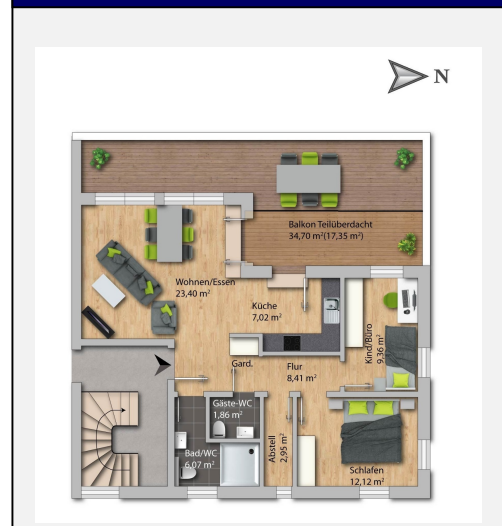 N
Balkon Teilüberdacht
34,70 m²(17,35 m²)
Wohnen/Essen
23,40 m²
Küche
7,02 m²
Kind/Büro
9,36 m²
Gard.
Flur
8,41 m²
Gäste-WC
1,86 m²
Abstell
2,95 m²
Bad/WC
6,07 m²
Schlafen
12,12 m²